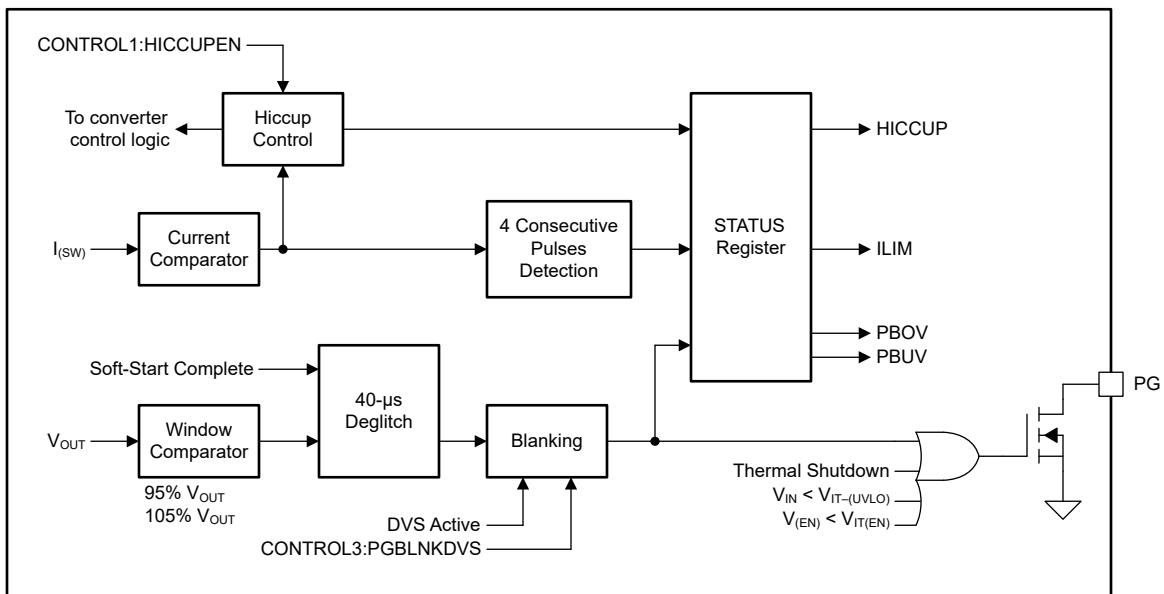 CONTROL1:HICCUPEN
To converter
control logic
Hiccup
Control
HICCUP
I(SW)
Current
Comparator
4 Consecutive
Pulses
Detection
STATUS
Register
ILIM
PBOV
PBUV
Soft-Start Complete
40-µs
Deglitch
PG
VOUT
Window
Comparator
Blanking
95% VOUT
105% VOUT
Thermal Shutdown
VIN < VIT–(UVLO)
V(EN) < VIT(EN)
DVS Active
CONTROL3:PGBLNKDVS